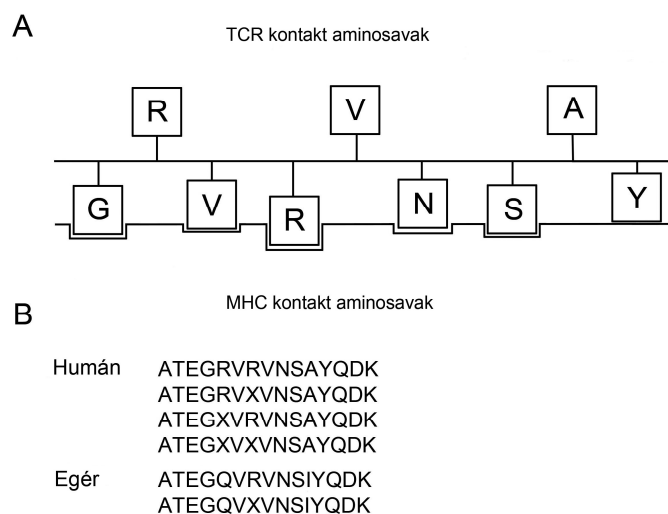 A
TCR kontakt aminosavak
R V A
G V R N S Y
MHC kontakt aminosavak
B
Humán ATEGRVRVNSAYQDK
ATEGRVXVNSAYQDK
ATEGXVRVNSAYQDK
ATEGXVXVNSAYQDK
Egér ATEGQVRVNSIYQDK
ATEGQVXVNSIYQDK